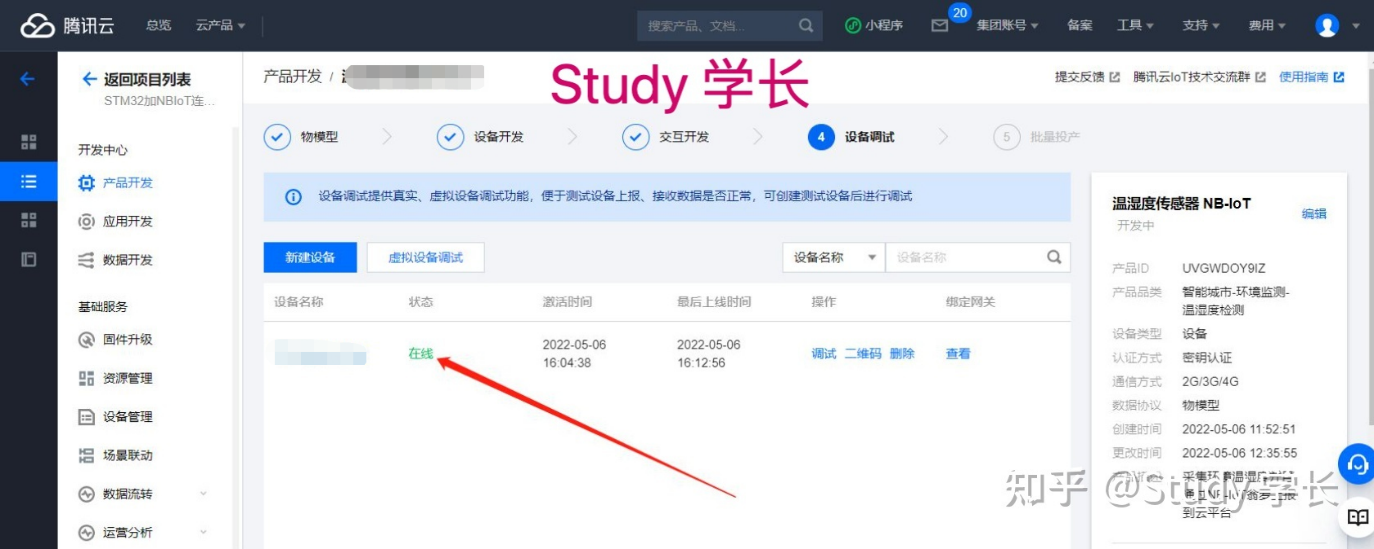 腾讯云 总览 云产品 搜索产品、文档... 小程序 20 集团账号 备案 工具 支持 费用
返回项目列表
STM32加NBIoT连...
开发中心
产品开发
应用开发
数据开发
基础服务
固件升级
资源管理
设备管理
场景联动
数据流转
运营分析
产品开发 /
Study 学长
提交反馈 腾讯云IoT技术交流群 使用指南
物模型 设备开发 交互开发 4 设备调试 5 批量投产
设备调试提供真实、虚拟设备调试功能，便于测试设备上报、接收数据是否正常，可创建测试设备后进行调试
新建设备 虚拟设备调试 设备名称 设备名称
设备名称 状态 激活时间 最后上线时间 操作 绑定网关
在线 2022-05-06 2022-05-06 调试 二维码 删除 查看
16:04:38 16:12:56
温湿度传感器 NB-IoT 编辑
开发中
产品ID UVGWDOY9IZ
产品品类 智能城市-环境监测-
温湿度检测
设备类型 设备
认证方式 密钥认证
通信方式 2G/3G/4G
数据协议 物模型
创建时间 2022-05-06 11:52:51
更改时间 2022-05-06 12:35:55
采集环境温湿度
到云平台
知乎 @Study学长